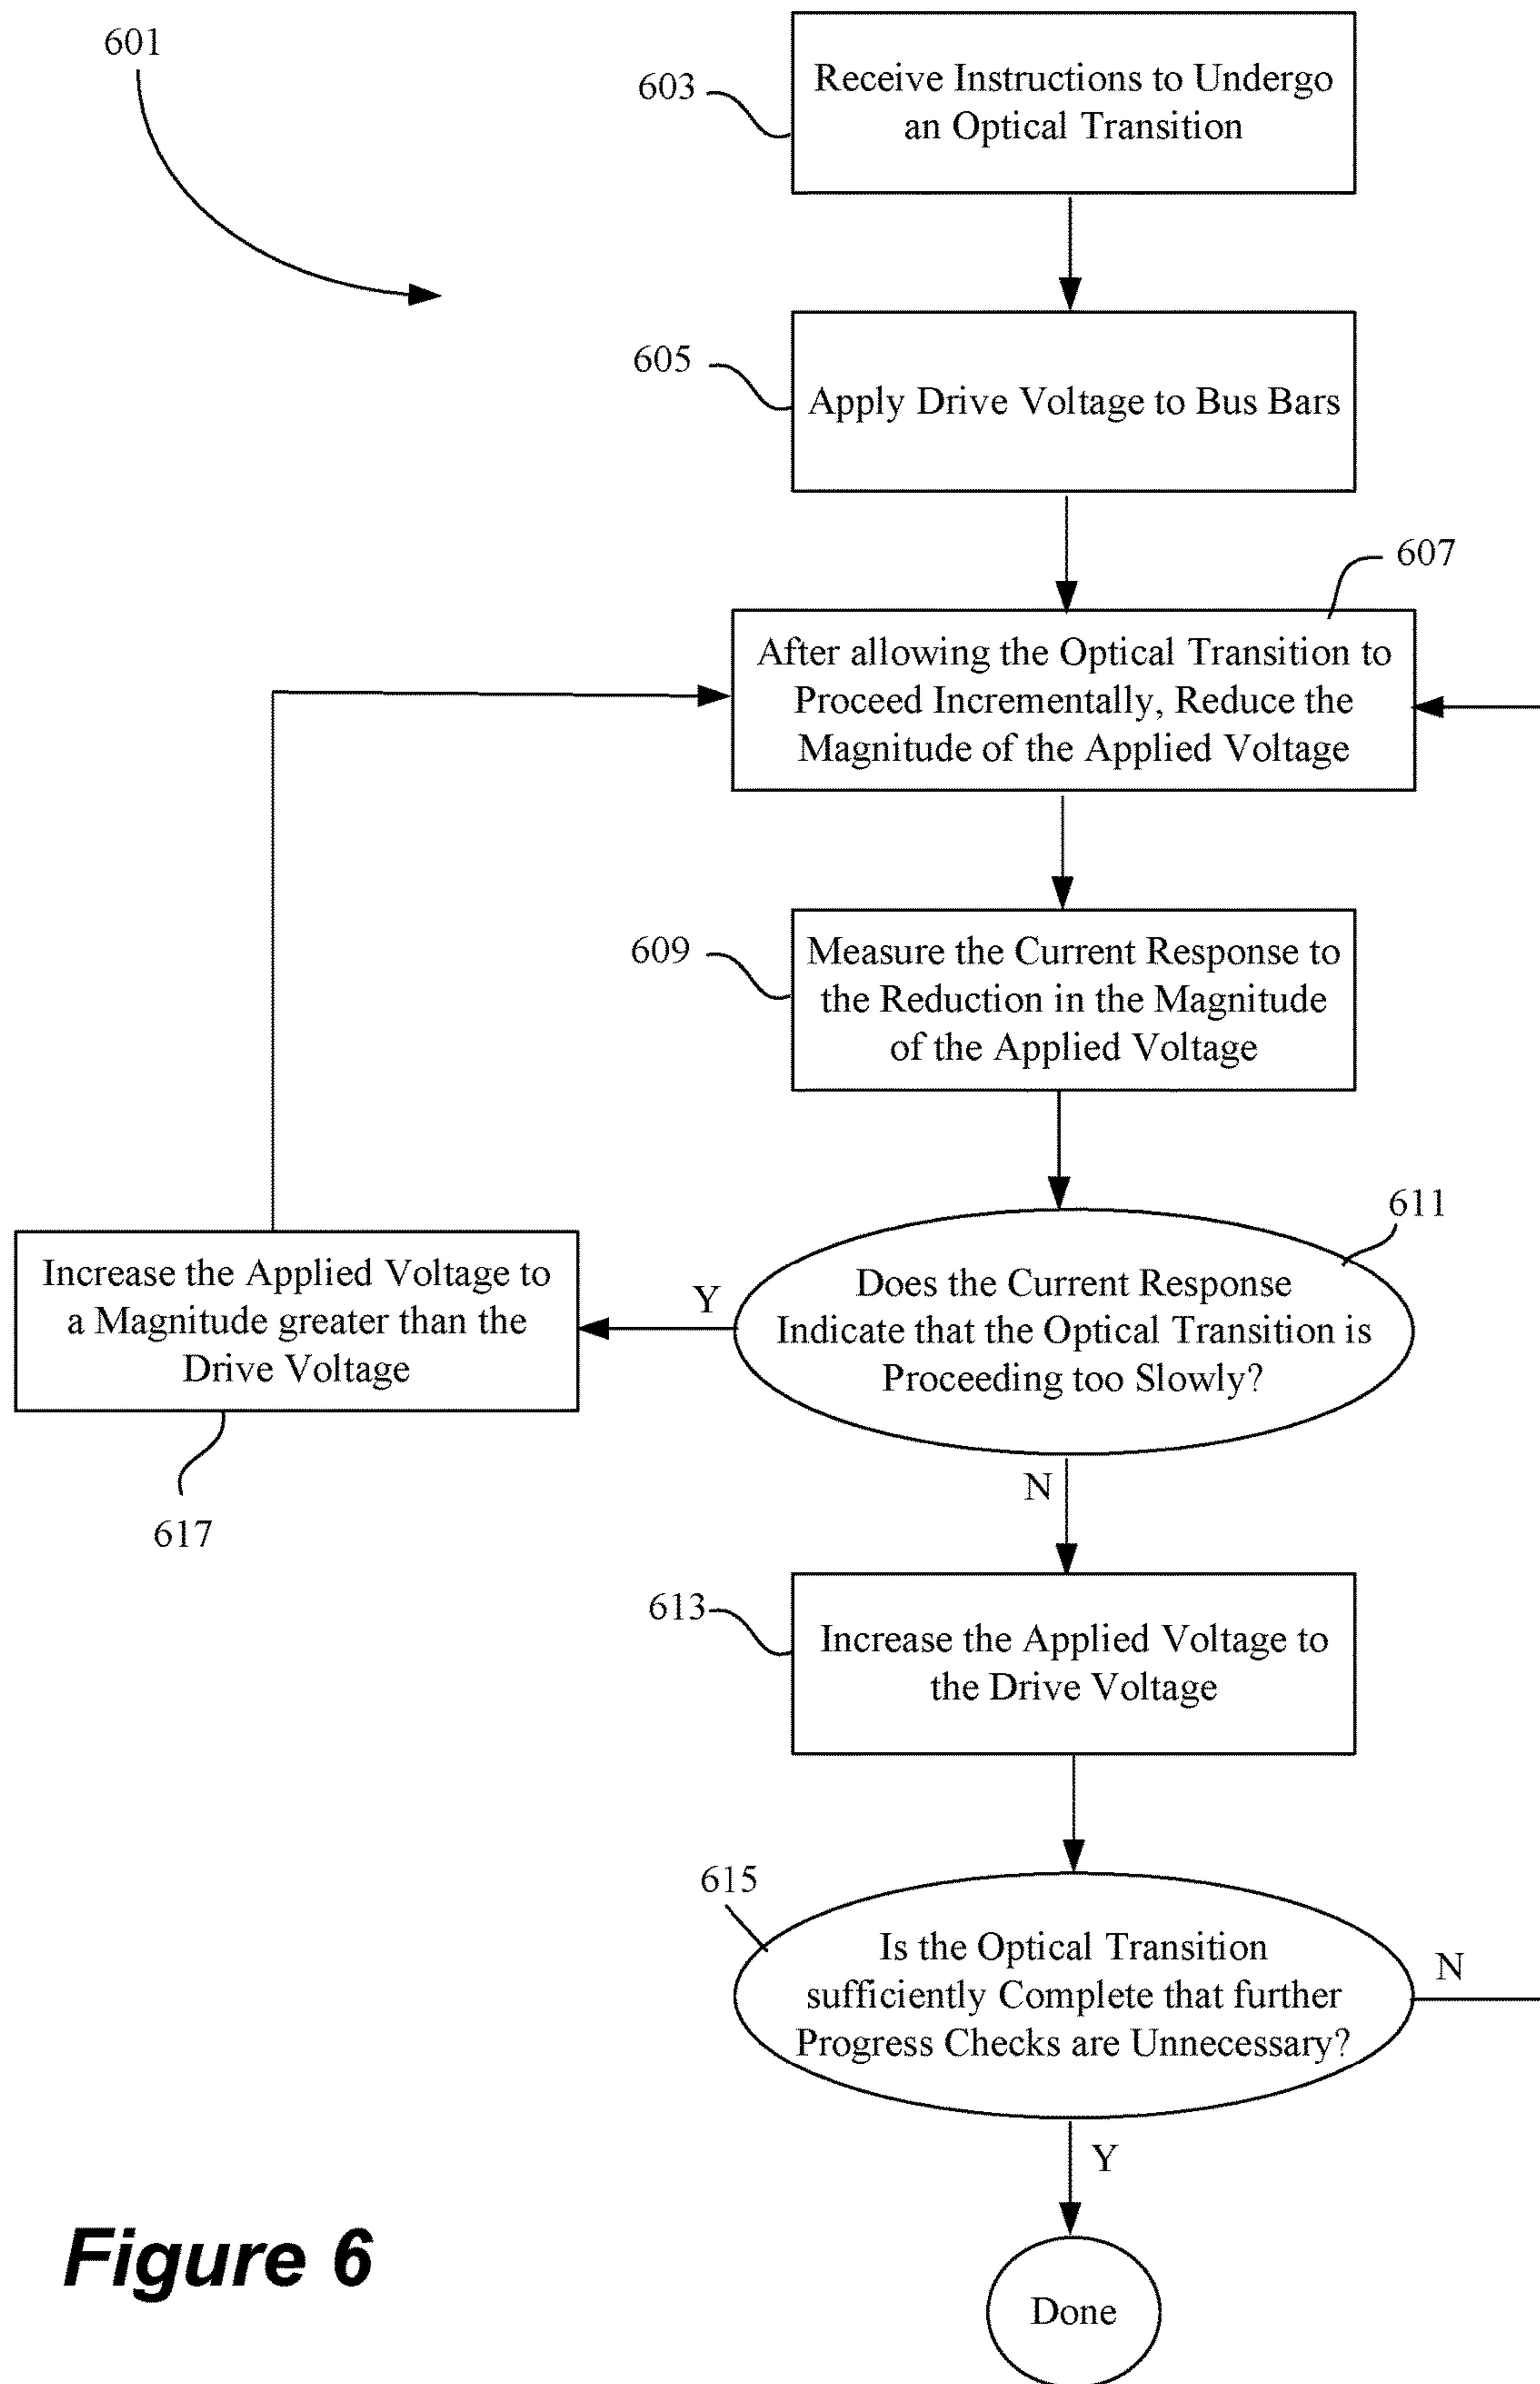 601
603
Receive Instructions to Undergo
an Optical Transition
605
Apply Drive Voltage to Bus Bars
607
After allowing the Optical Transition to
Proceed Incrementally, Reduce the
Magnitude of the Applied Voltage
609
Measure the Current Response to
the Reduction in the Magnitude
of the Applied Voltage
611
Does the Current Response
Indicate that the Optical Transition is
Proceeding too Slowly?
Y
Increase the Applied Voltage to
a Magnitude greater than the
Drive Voltage
617
N
613
Increase the Applied Voltage to
the Drive Voltage
615
Is the Optical Transition
sufficiently Complete that further
Progress Checks are Unnecessary?
N
Y
Done
Figure 6